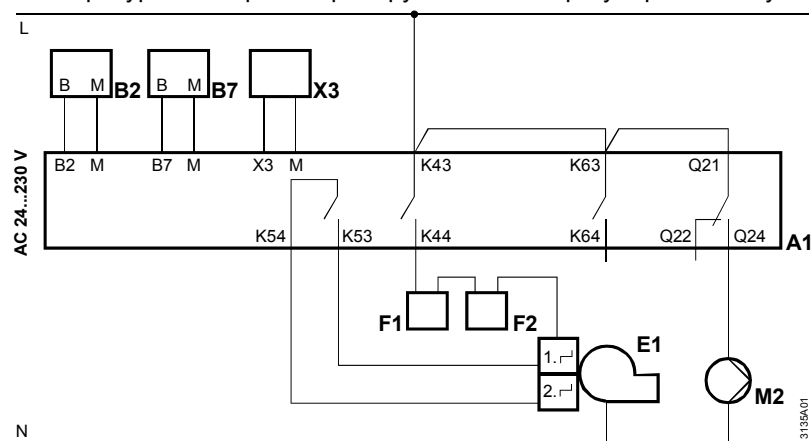 L
B M B2 B M B7 X3
B2 M B7 M X3 M K43 K63 Q21
AC 24...230 V
K54 K53 K44 K64 Q22 Q24 A1
F1 F2
1. E1
2. M2
N
3135A01